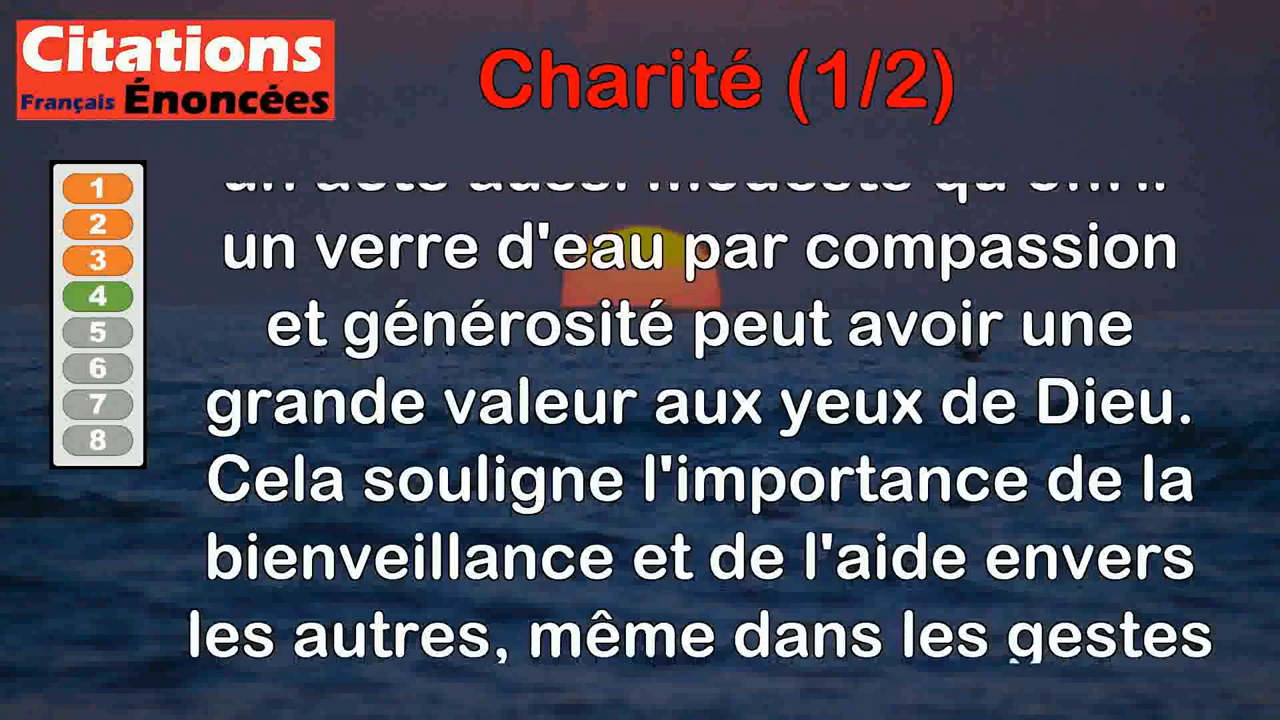 Citations
Français Énoncées
Charité (1/2)
1
2
3
4
5
6
7
8
un verre d'eau par compassion
et générosité peut avoir une
grande valeur aux yeux de Dieu.
Cela souligne l'importance de la
bienveillance et de l'aide envers
les autres, même dans les gestes